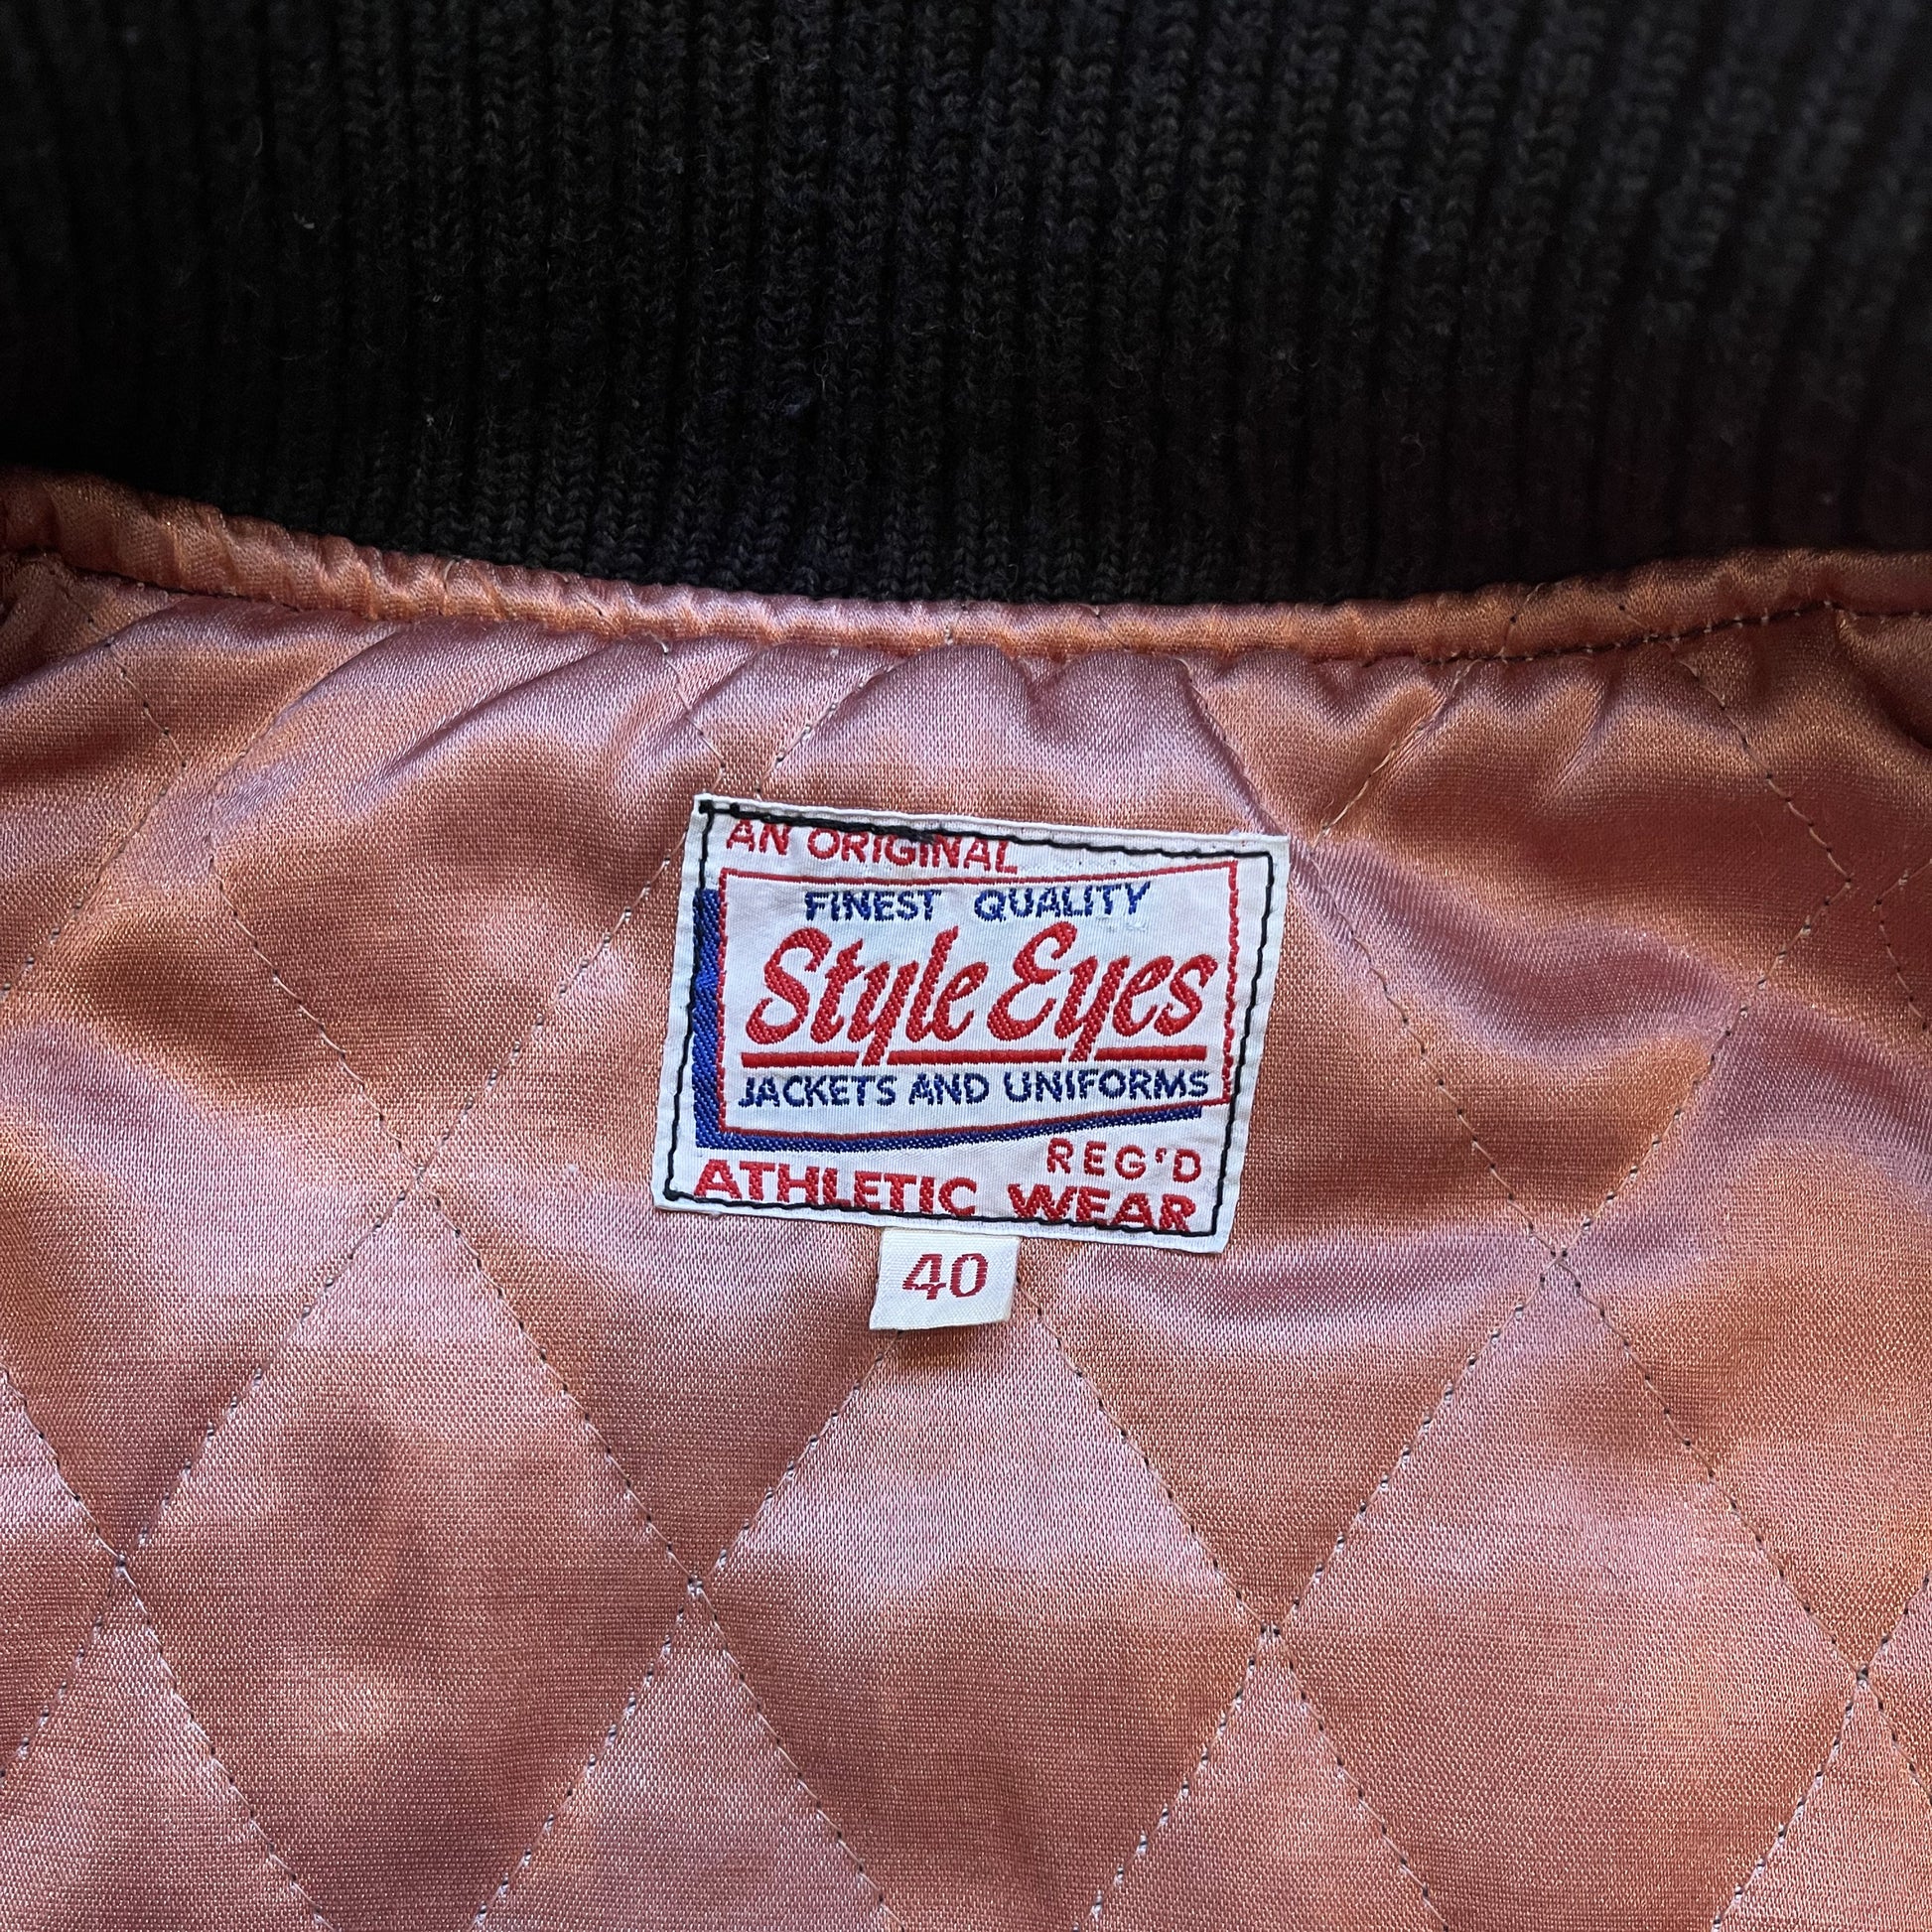 AN ORIGINAL
FINEST QUALITY
Style Eyes
JACKETS AND UNIFORMS
REG'D
ATHLETIC WEAR
40